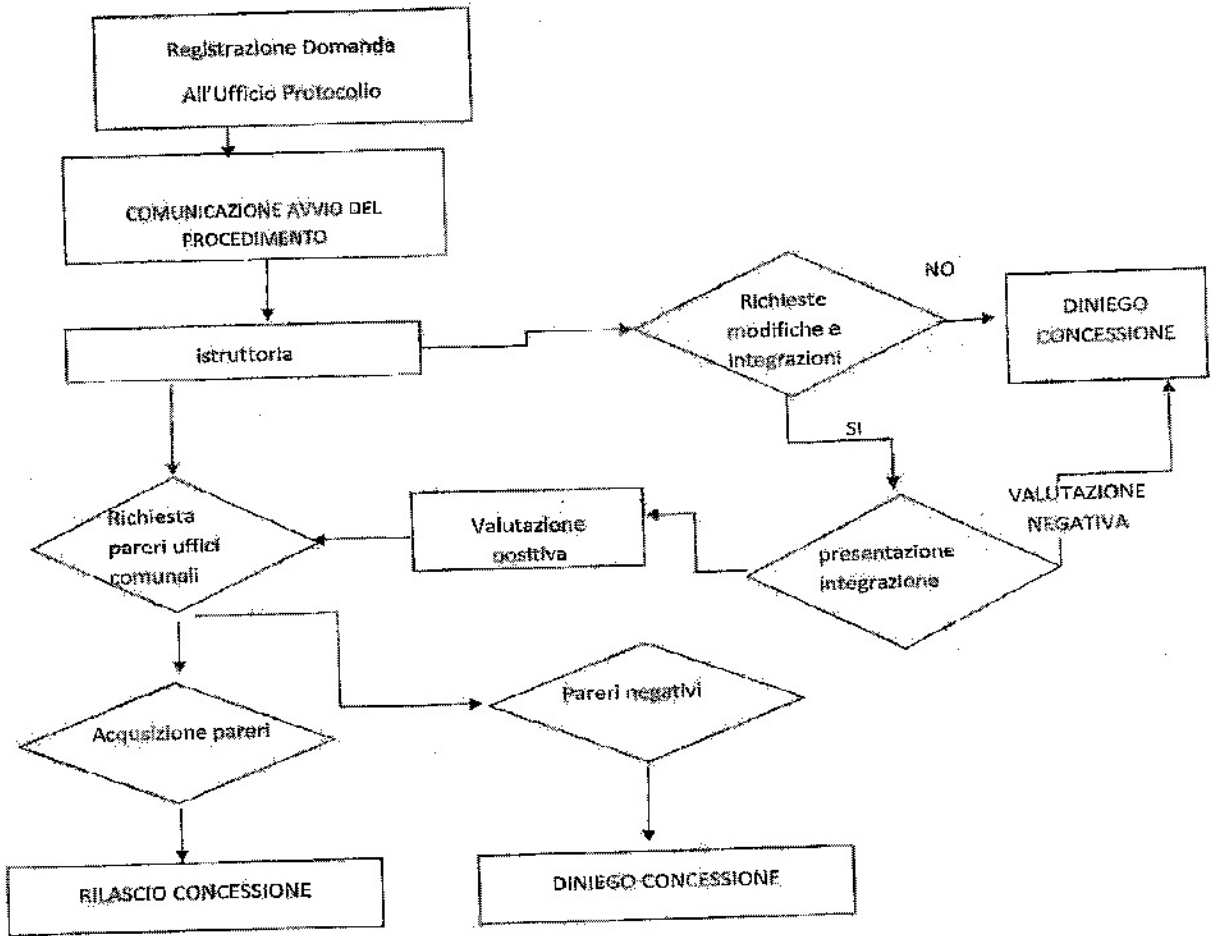 Registrazione Domanda
All'Ufficio Protocollo
COMUNICAZIONE AVVIO DEL
PROCEDIMENTO
istruttoria
Richieste
modifiche e
integrazioni
NO
DINIEGO
CONCESSIONE
SI
Richiesta
pareri uffici
comunali
Valutazione
positiva
presentazione
integrazione
VALUTAZIONE
NEGATIVA
Acqusizione pareri
Pareri negativi
RILASCIO CONCESSIONE
DINIEGO CONCESSIONE